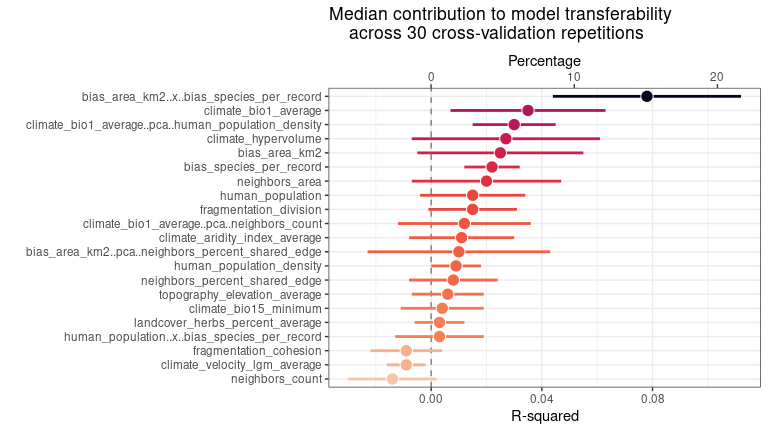 Median contribution to model transferability
across 30 cross-validation repetitions
Percentage
0 10 20
bias_area_km2..x..bias_species_per_record
climate_bio1_average
climate_bio1_average..pca..human_population_density
climate_hypervolume
bias_area_km2
bias_species_per_record
neighbors_area
human_population
fragmentation_division
climate_bio1_average..pca..neighbors_count
climate_aridity_index_average
bias_area_km2..pca..neighbors_percent_shared_edge
human_population_density
neighbors_percent_shared_edge
topography_elevation_average
climate_bio15_minimum
landcover_herbs_percent_average
human_population..x..bias_species_per_record
fragmentation_cohesion
climate_velocity_lgm_average
neighbors_count
0.00 0.04 0.08
R-squared